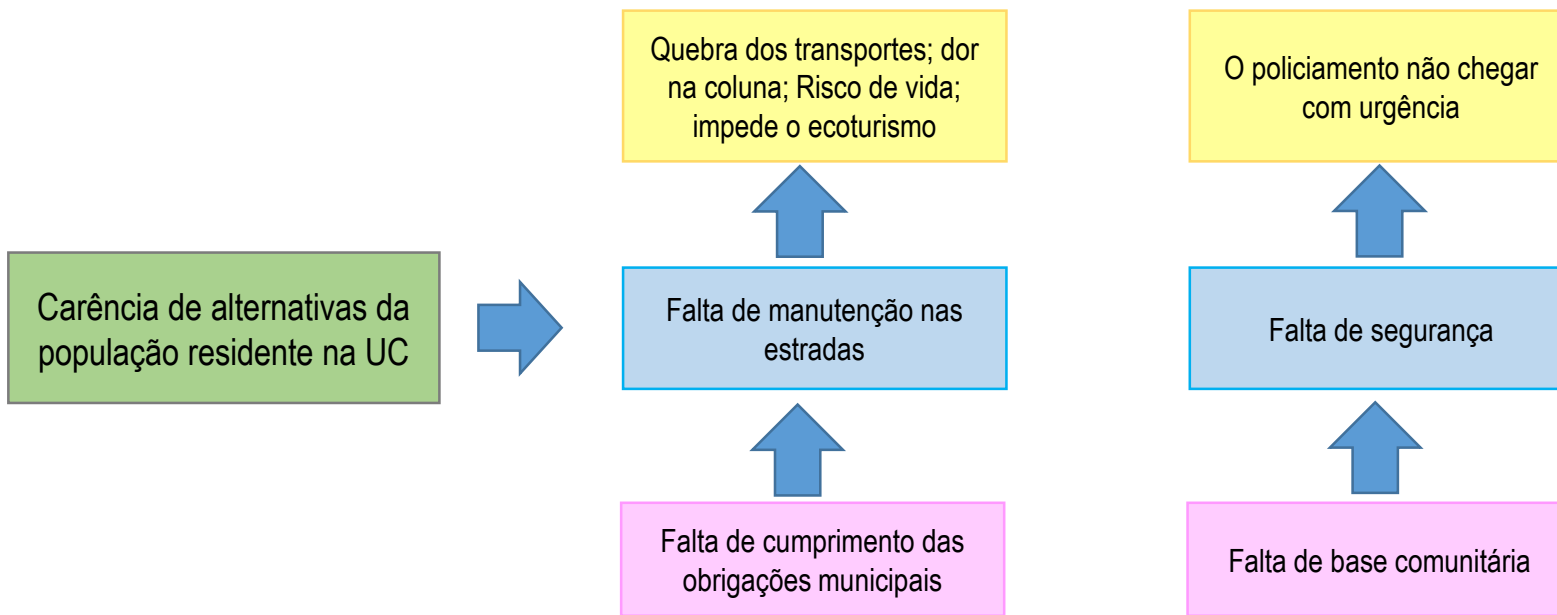 Quebra dos transportes; dor
na coluna; Risco de vida;
impede o ecoturismo
O policiamento não chegar
com urgência
Carência de alternativas da
população residente na UC
Falta de manutenção nas
estradas
Falta de segurança
Falta de cumprimento das
obrigações municipais
Falta de base comunitária